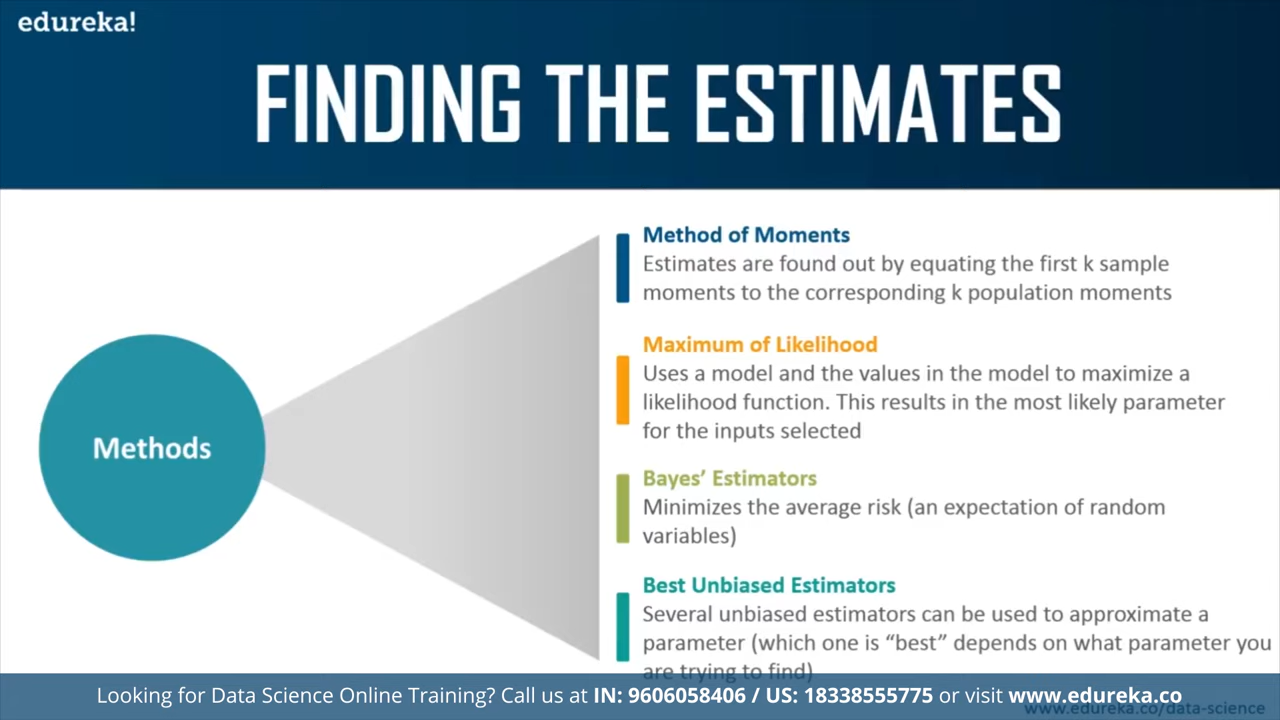 edureka!
FINDING THE ESTIMATES
Methods
Method of Moments
Estimates are found out by equating the first k sample
moments to the corresponding k population moments
Maximum of Likelihood
Uses a model and the values in the model to maximize a
likelihood function. This results in the most likely parameter
for the inputs selected
Bayes’ Estimators
Minimizes the average risk (an expectation of random
variables)
Best Unbiased Estimators
Several unbiased estimators can be used to approximate a
parameter (which one is “best” depends on what parameter you
are trying to find)
Looking for Data Science Online Training? Call us at IN: 9606058406 / US: 18338555775 or visit www.edureka.co
www.edureka.co/data-science